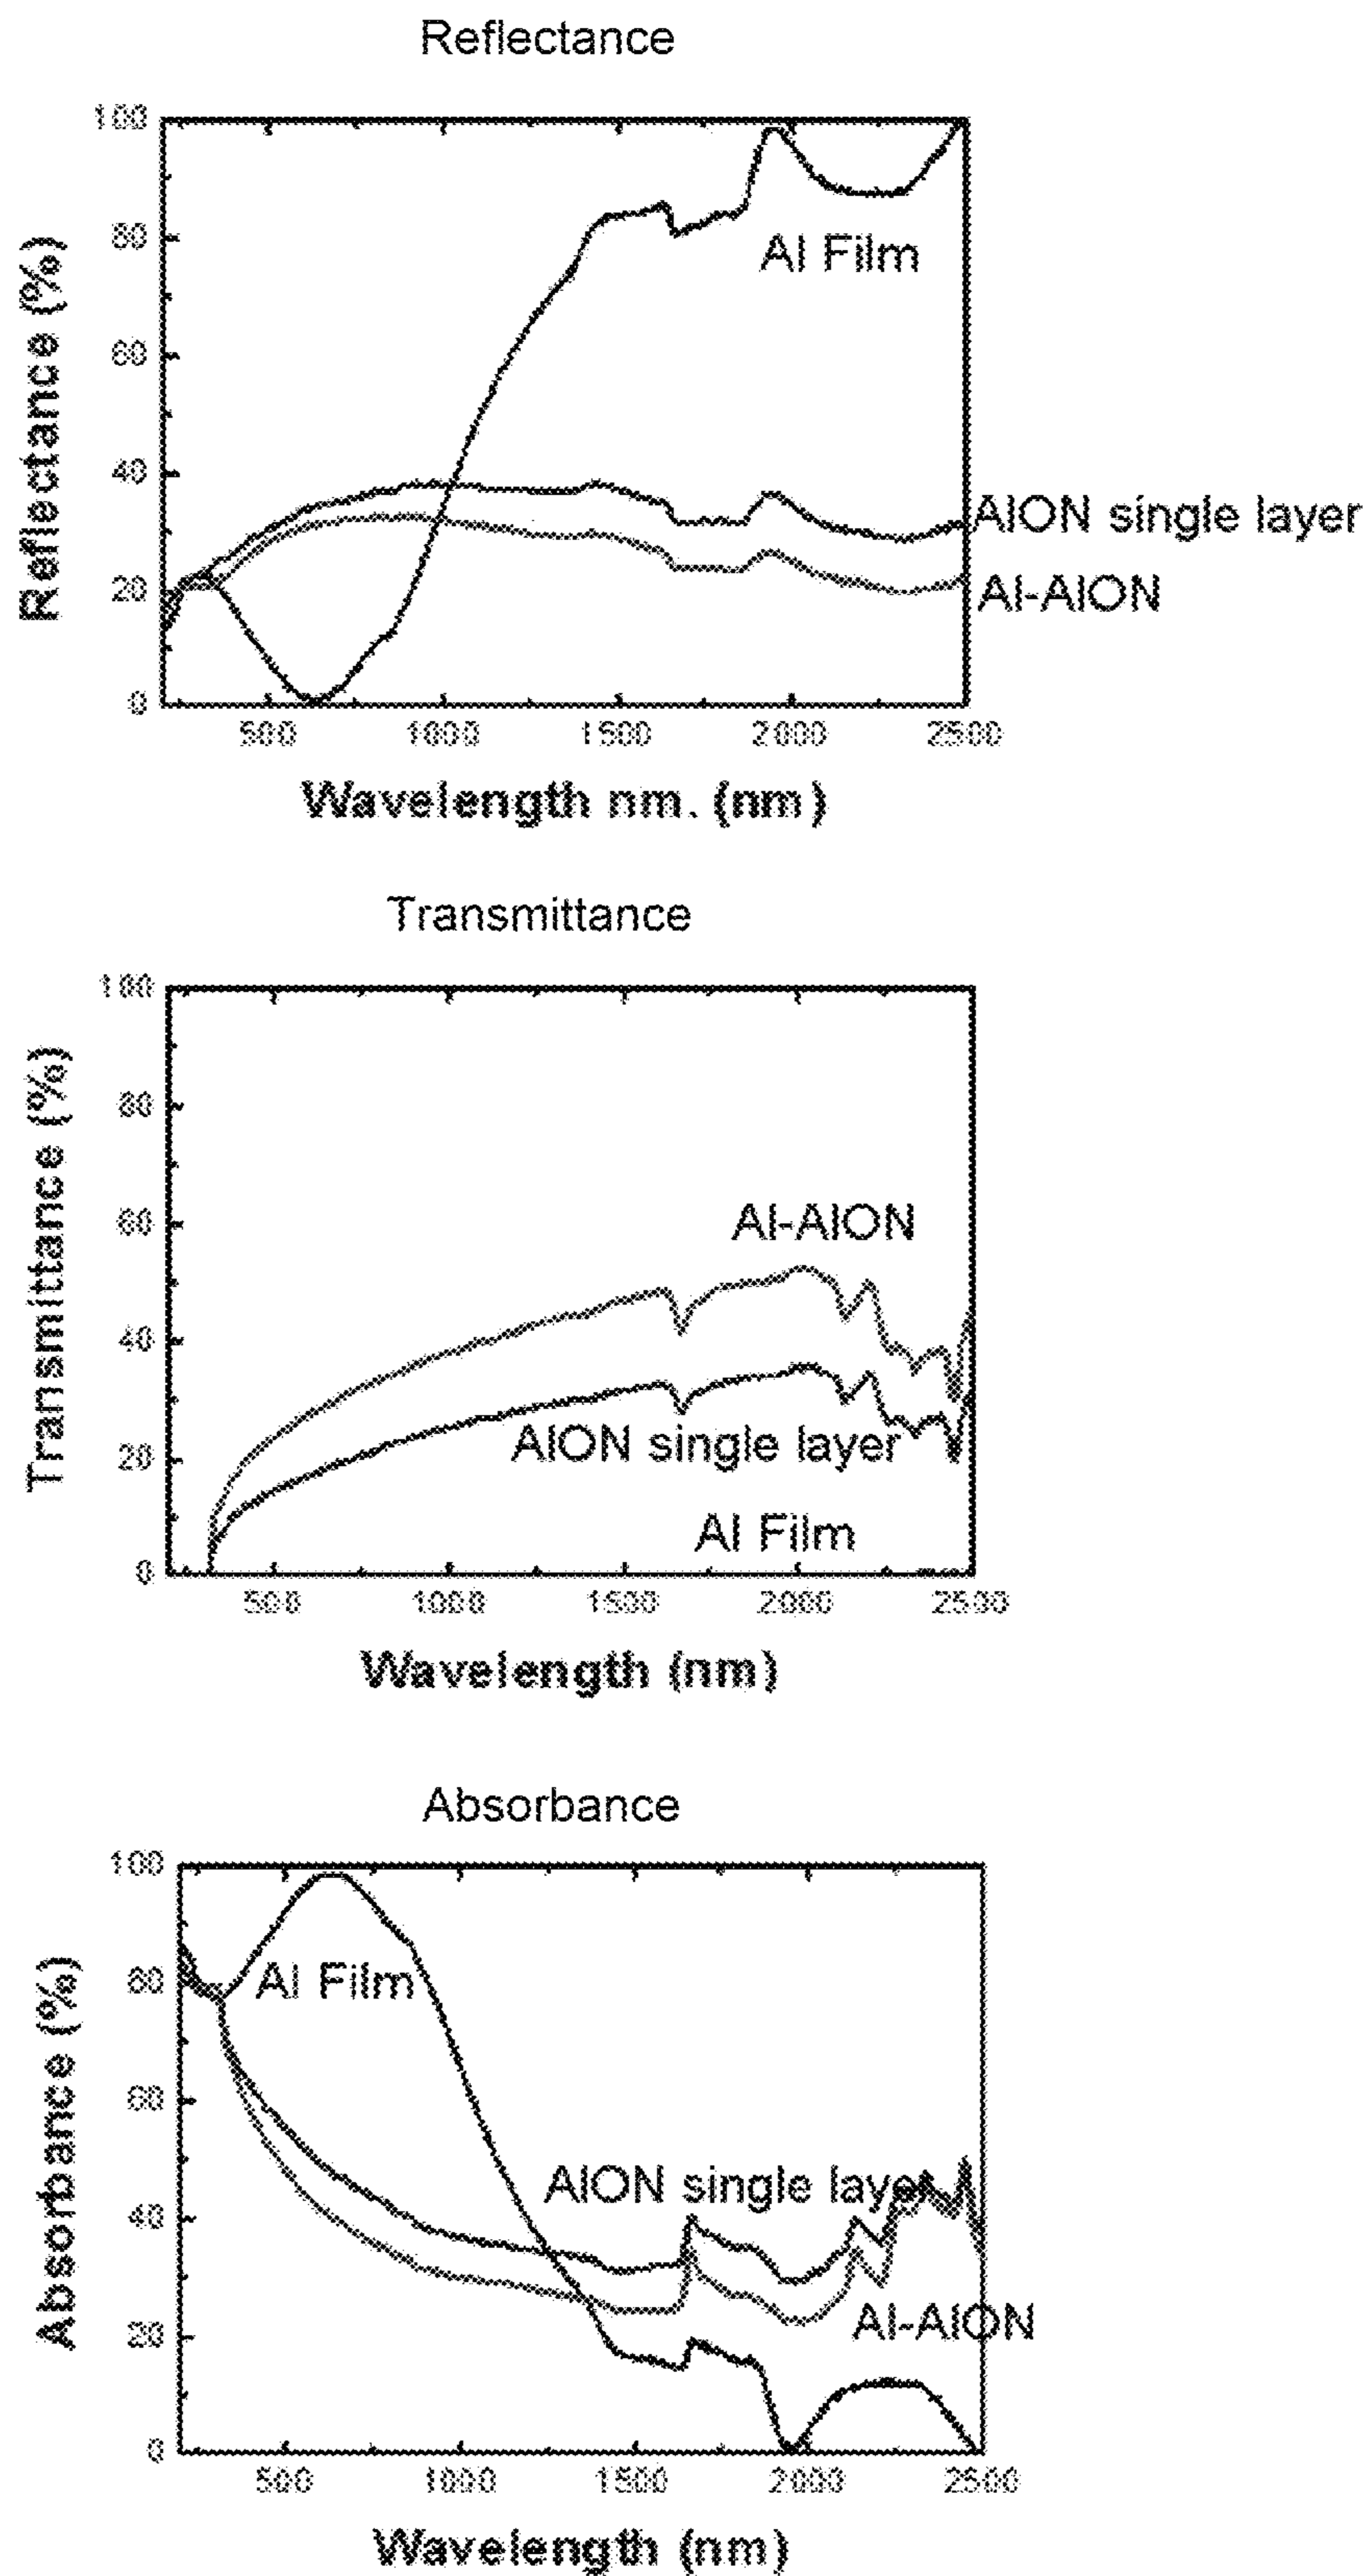 Reflectance
100
80
60
40
20
0
Reflectance (%)
Al Film
AlON single layer
Al-AlON
500 1000 1500 2000 2500
Wavelength nm. (nm)
Transmittance
100
80
60
40
20
0
Transmittance (%)
Al-AlON
AlON single layer
Al Film
500 1000 1500 2000 2500
Wavelength (nm)
Absorbance
100
80
60
40
20
0
Absorbance (%)
Al Film
AlON single layer
Al-AlON
500 1000 1500 2000 2500
Wavelength (nm)